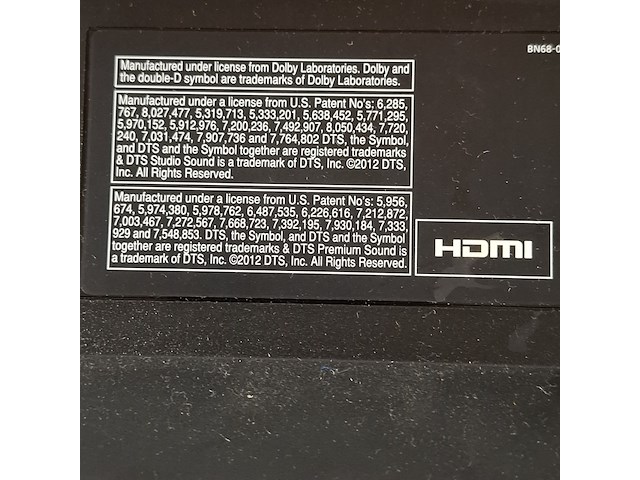 BN68-0
Manufactured under license from Dolby Laboratories. Dolby and
the double-D symbol are trademarks of Dolby Laboratories.
Manufactured under a license from U.S. Patent No's: 6,285,
767, 8,027,477, 5,319,713, 5,333,201, 5,638,452, 5,771,295,
5,970,152, 5,912,976, 7,200,236, 7,492,907, 8,050,434, 7,720,
240, 7,031,474, 7,907,736 and 7,764,802 DTS, the Symbol,
and DTS and the Symbol together are registered trademarks
& DTS Studio Sound is a trademark of DTS, Inc. ©2012 DTS,
Inc. All Rights Reserved.
Manufactured under a license from U.S. Patent No's: 5,956,
674, 5,974,380, 5,978,762, 6,487,535, 6,226,616, 7,212,872,
7,003,467, 7,272,567, 7,668,723, 7,392,195, 7,930,184, 7,333,
929 and 7,548,853. DTS, the Symbol, and DTS and the Symbol
together are registered trademarks & DTS Premium Sound is
a trademark of DTS, Inc. ©2012 DTS, Inc. All Rights Reserved.
HDMI